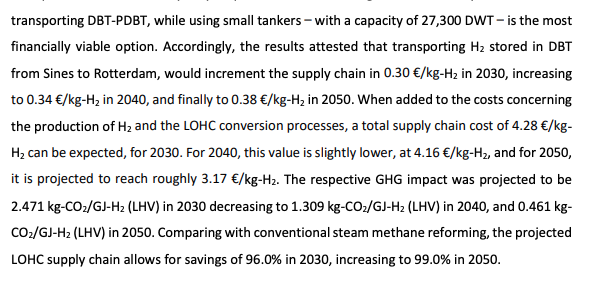 transporting DBT-PDBT, while using small tankers – with a capacity of 27,300 DWT – is the most
financially viable option. Accordingly, the results attested that transporting H₂ stored in DBT
from Sines to Rotterdam, would increment the supply chain in 0.30 €/kg-H₂ in 2030, increasing
to 0.34 €/kg-H₂ in 2040, and finally to 0.38 €/kg-H₂ in 2050. When added to the costs concerning
the production of H₂ and the LOHC conversion processes, a total supply chain cost of 4.28 €/kg-
H₂ can be expected, for 2030. For 2040, this value is slightly lower, at 4.16 €/kg-H₂, and for 2050,
it is projected to reach roughly 3.17 €/kg-H₂. The respective GHG impact was projected to be
2.471 kg-CO₂/GJ-H₂ (LHV) in 2030 decreasing to 1.309 kg-CO₂/GJ-H₂ (LHV) in 2040, and 0.461 kg-
CO₂/GJ-H₂ (LHV) in 2050. Comparing with conventional steam methane reforming, the projected
LOHC supply chain allows for savings of 96.0% in 2030, increasing to 99.0% in 2050.